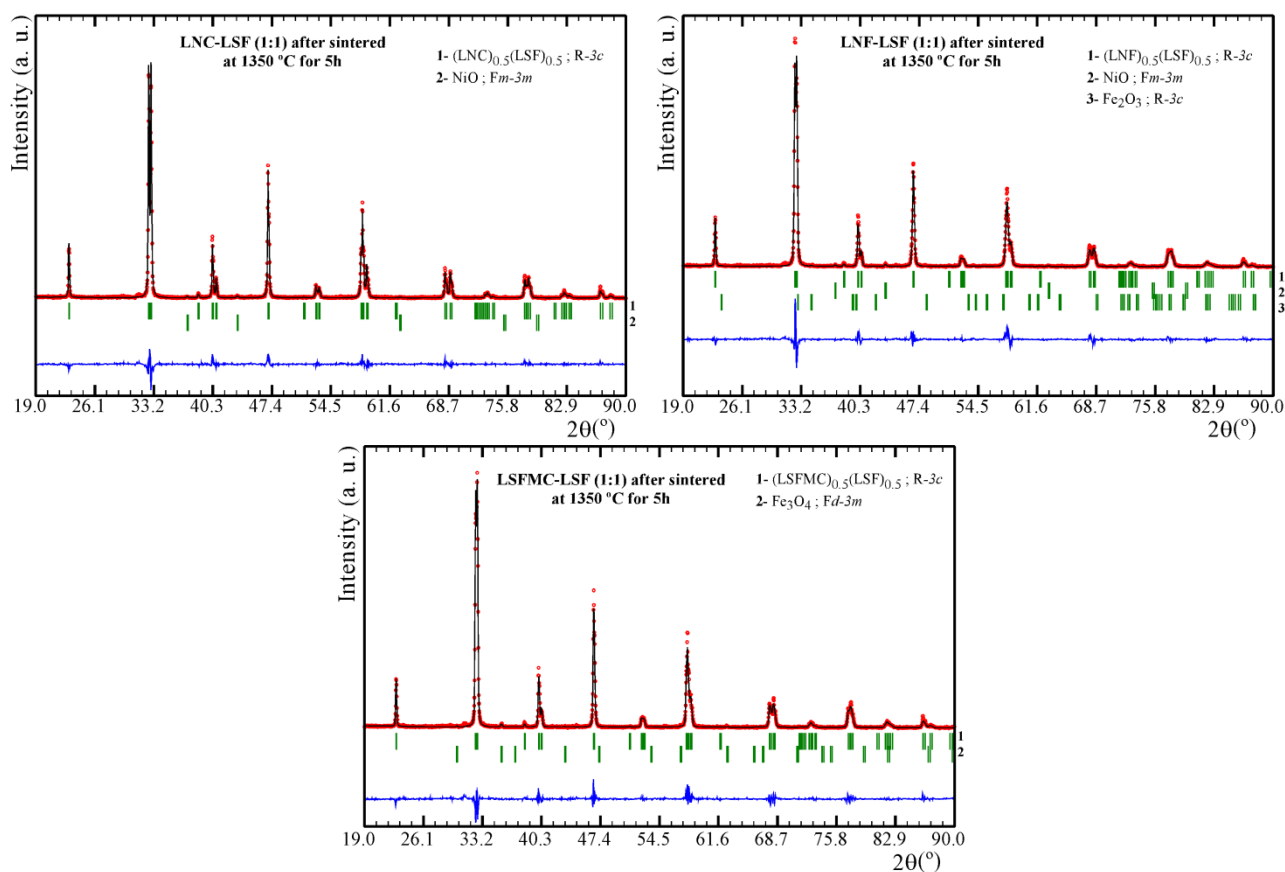 Intensity (a. u.)
LNC-LSF (1:1) after sintered
at 1350 ºC for 5h
1- (LNC)0.5(LSF)0.5 ; R-3c
2- NiO ; Fm-3m
1
2
19.0 26.1 33.2 40.3 47.4 54.5 61.6 68.7 75.8 82.9 90.0
2θ(º)
Intensity (a. u.)
LNF-LSF (1:1) after sintered
at 1350 ºC for 5h
1- (LNF)0.5(LSF)0.5 ; R-3c
2- NiO ; Fm-3m
3- Fe2O3 ; R-3c
1
2
3
19.0 26.1 33.2 40.3 47.4 54.5 61.6 68.7 75.8 82.9 90.0
2θ(º)
Intensity (a. u.)
LSFMC-LSF (1:1) after sintered
at 1350 ºC for 5h
1- (LSFMC)0.5(LSF)0.5 ; R-3c
2- Fe3O4 ; Fd-3m
1
2
19.0 26.1 33.2 40.3 47.4 54.5 61.6 68.7 75.8 82.9 90.0
2θ(º)